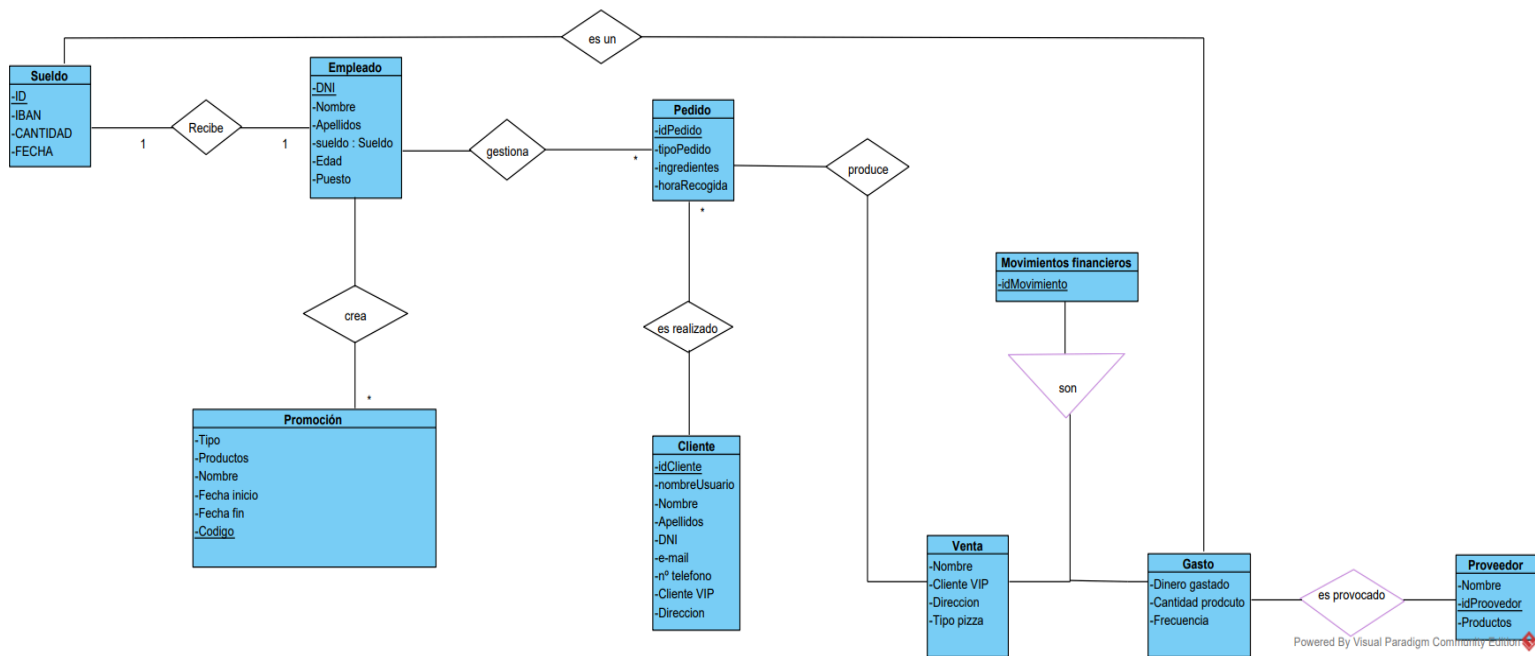 es un
Sueldo
-ID
-IBAN
-CANTIDAD
-FECHA
1
Recibe
1
Empleado
-DNI
-Nombre
-Apellidos
-sueldo : Sueldo
-Edad
-Puesto
gestiona
*
Pedido
-idPedido
-tipoPedido
-ingredientes
-horaRecogida
*
produce
crea
*
es realizado
Movimientos financieros
-idMovimiento
son
Promoción
-Tipo
-Productos
-Nombre
-Fecha inicio
-Fecha fin
-Codigo
Cliente
-idCliente
-nombreUsuario
-Nombre
-Apellidos
-DNI
-e-mail
-nº telefono
-Cliente VIP
-Direccion
Venta
-Nombre
-Cliente VIP
-Direccion
-Tipo pizza
Gasto
-Dinero gastado
-Cantidad prodcuto
-Frecuencia
es provocado
Proveedor
-Nombre
-idProovedor
-Productos
Powered By Visual Paradigm Community Edition